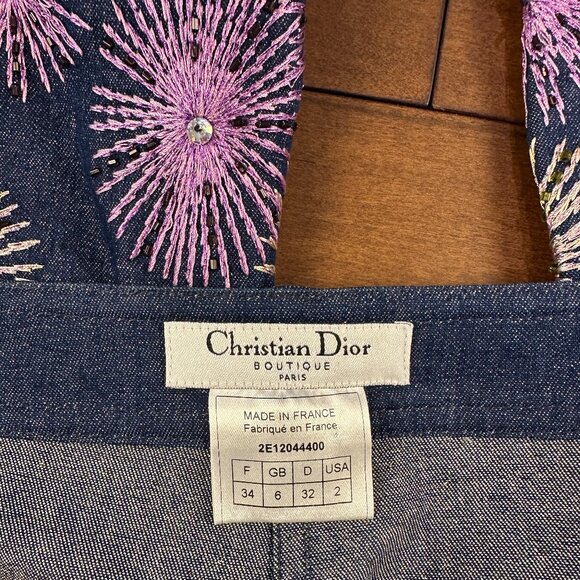 Christian Dior
BOUTIQUE
PARIS
MADE IN FRANCE
Fabriqué en France
2E12044400
F GB D USA
34 6 32 2